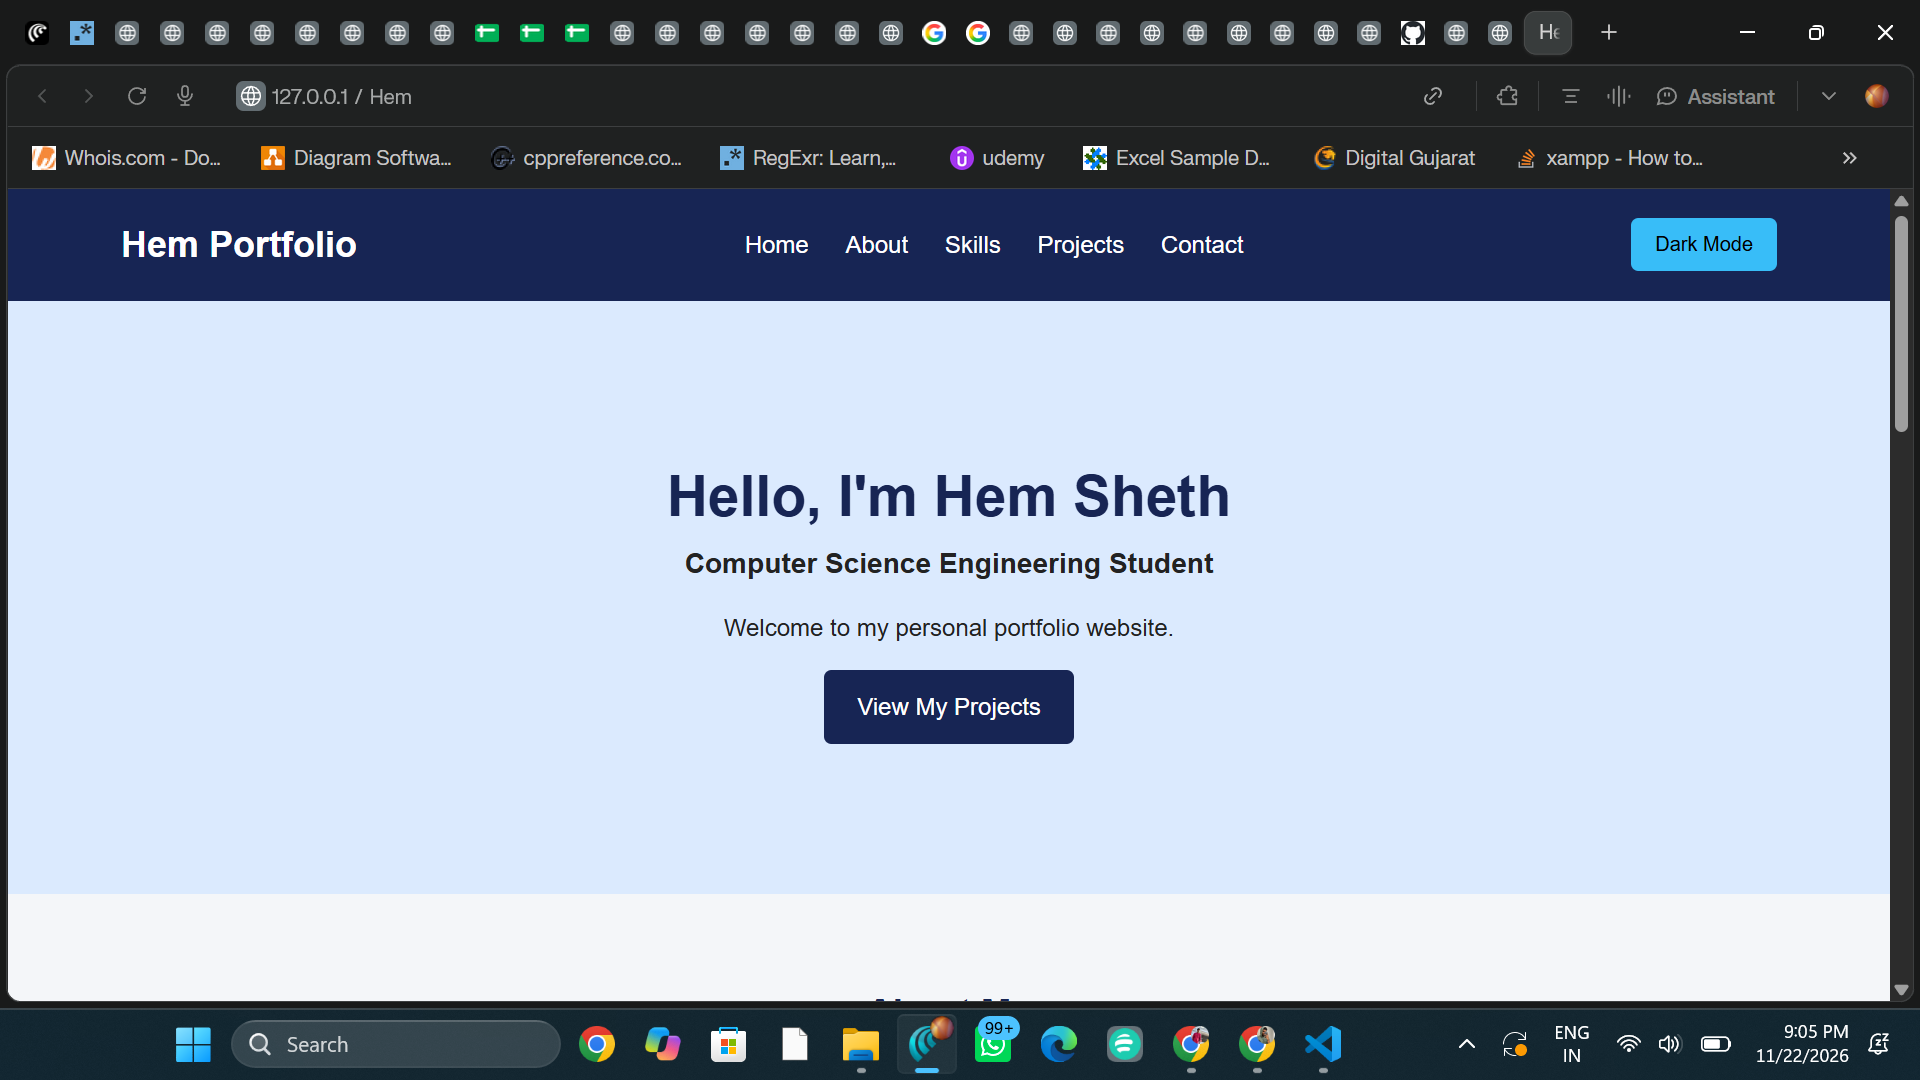 He
127.0.0.1 / Hem
Assistant
Whois.com - Do...
Diagram Softwa...
cppreference.co...
RegExr: Learn,...
udemy
Excel Sample D...
Digital Gujarat
xampp - How to...
Hem Portfolio
Home
About
Skills
Projects
Contact
Dark Mode
Hello, I'm Hem Sheth
Computer Science Engineering Student
Welcome to my personal portfolio website.
View My Projects
Search
99+
ENG
IN
9:05 PM
11/22/2026